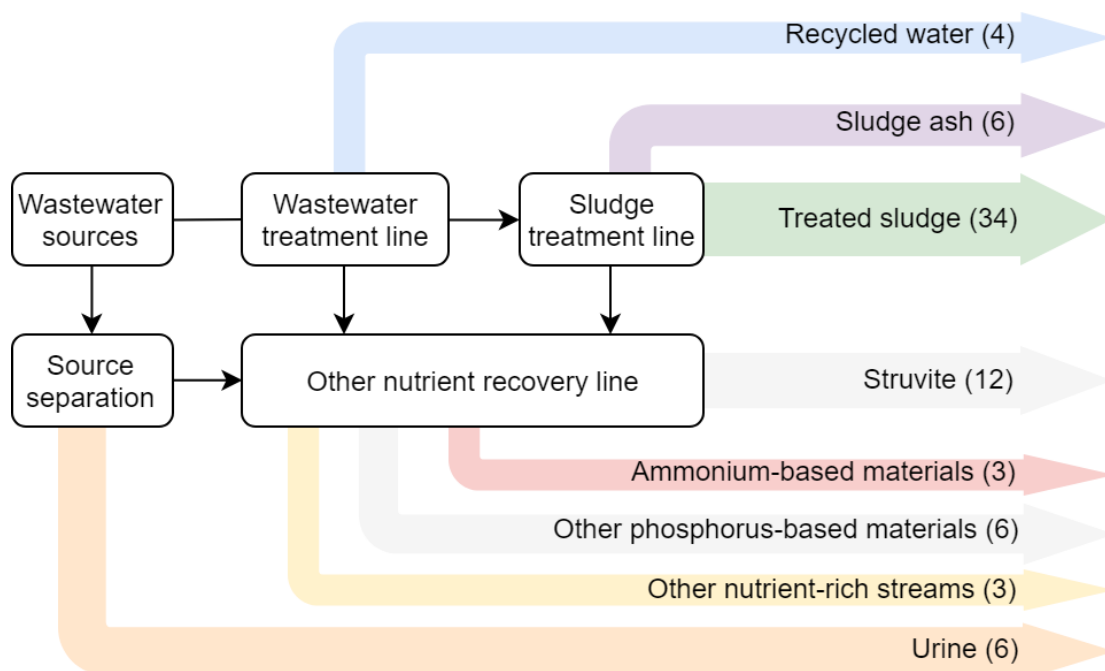 Recycled water (4)
Sludge ash (6)
Wastewater
sources
Wastewater
treatment line
Sludge
treatment line
Treated sludge (34)
Source
separation
Other nutrient recovery line
Struvite (12)
Ammonium-based materials (3)
Other phosphorus-based materials (6)
Other nutrient-rich streams (3)
Urine (6)